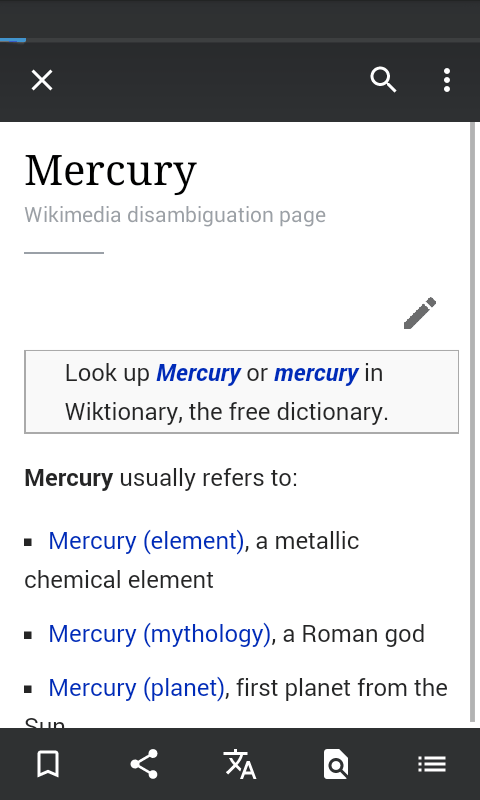 Mercury
Wikimedia disambiguation page
Look up Mercury or mercury in
Wiktionary, the free dictionary.
Mercury usually refers to:
▪ Mercury (element), a metallic
chemical element
▪ Mercury (mythology), a Roman god
▪ Mercury (planet), first planet from the
Sun